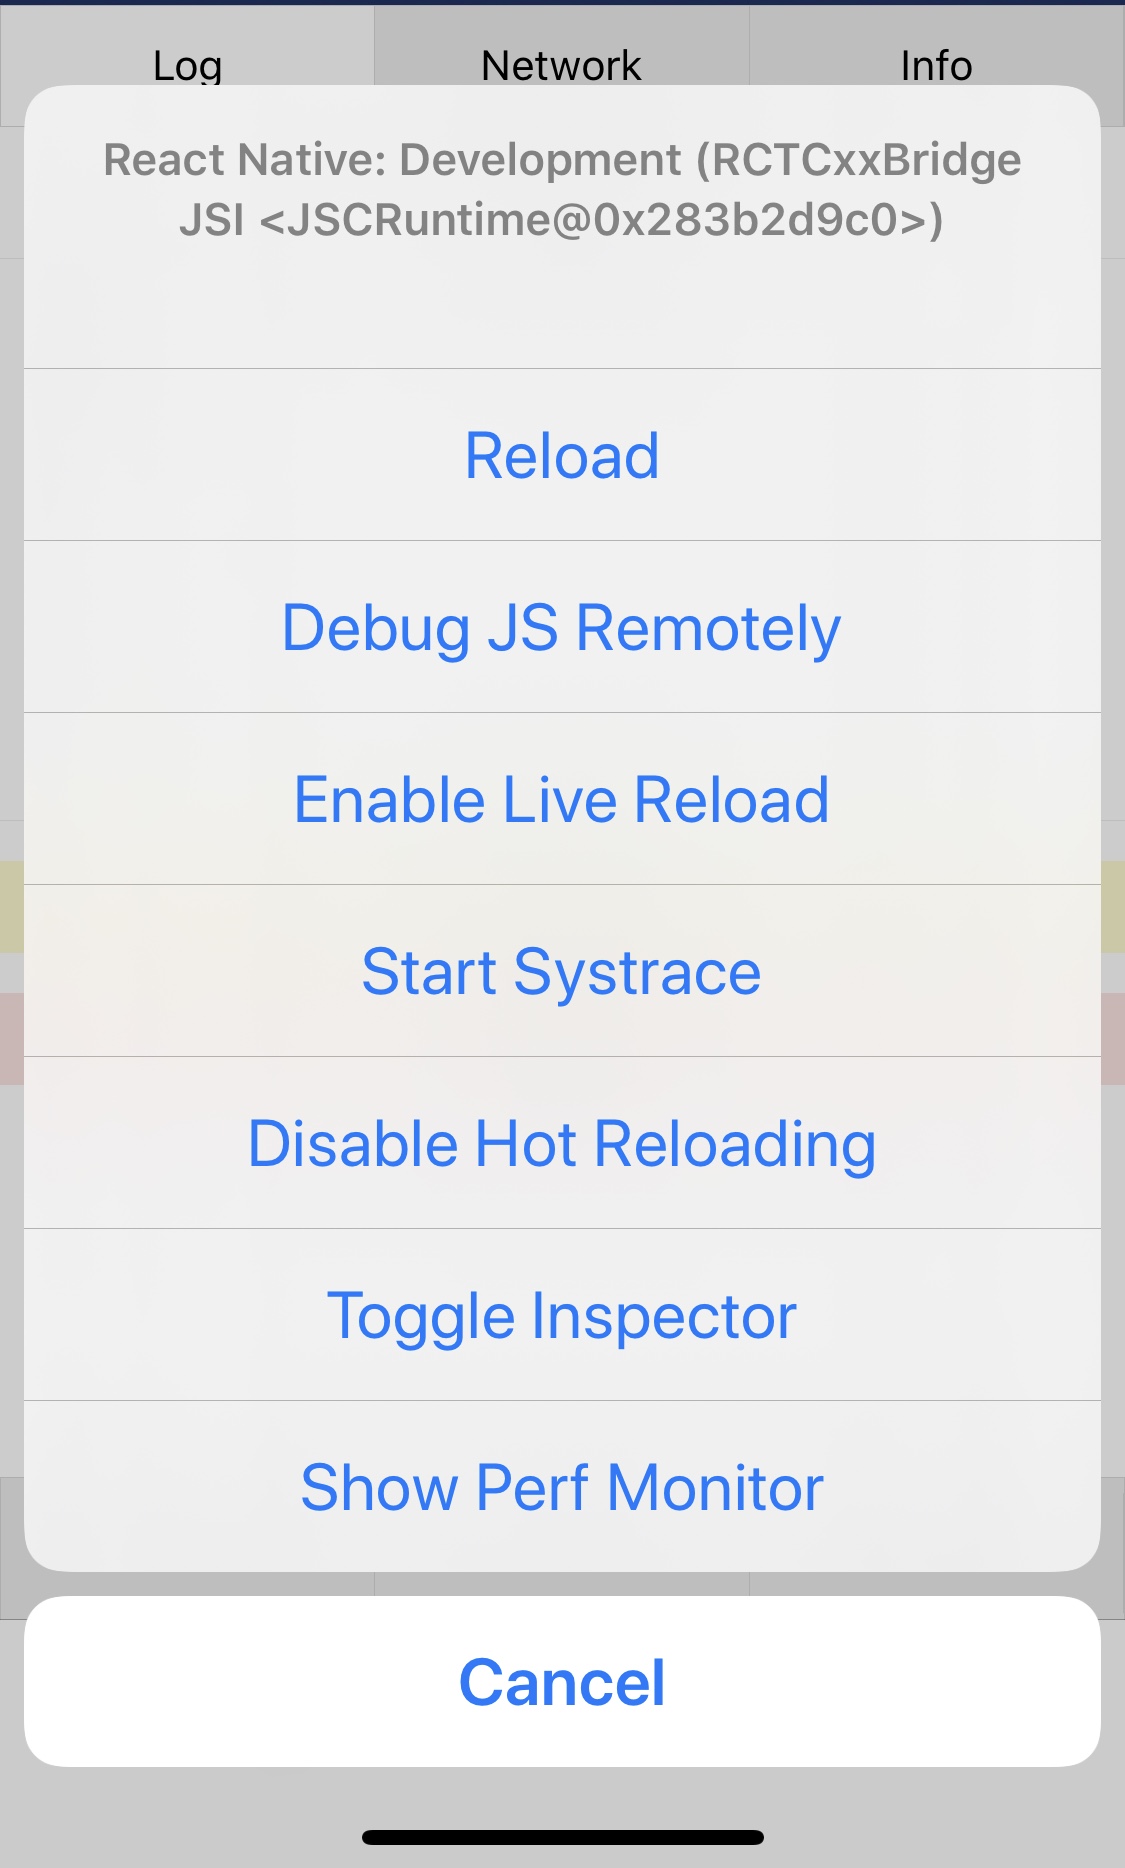 Log
Network
Info
React Native: Development (RCTCxxBridge
JSI <JSCRuntime@0x283b2d9c0>)
Reload
Debug JS Remotely
Enable Live Reload
Start Systrace
Disable Hot Reloading
Toggle Inspector
Show Perf Monitor
Cancel